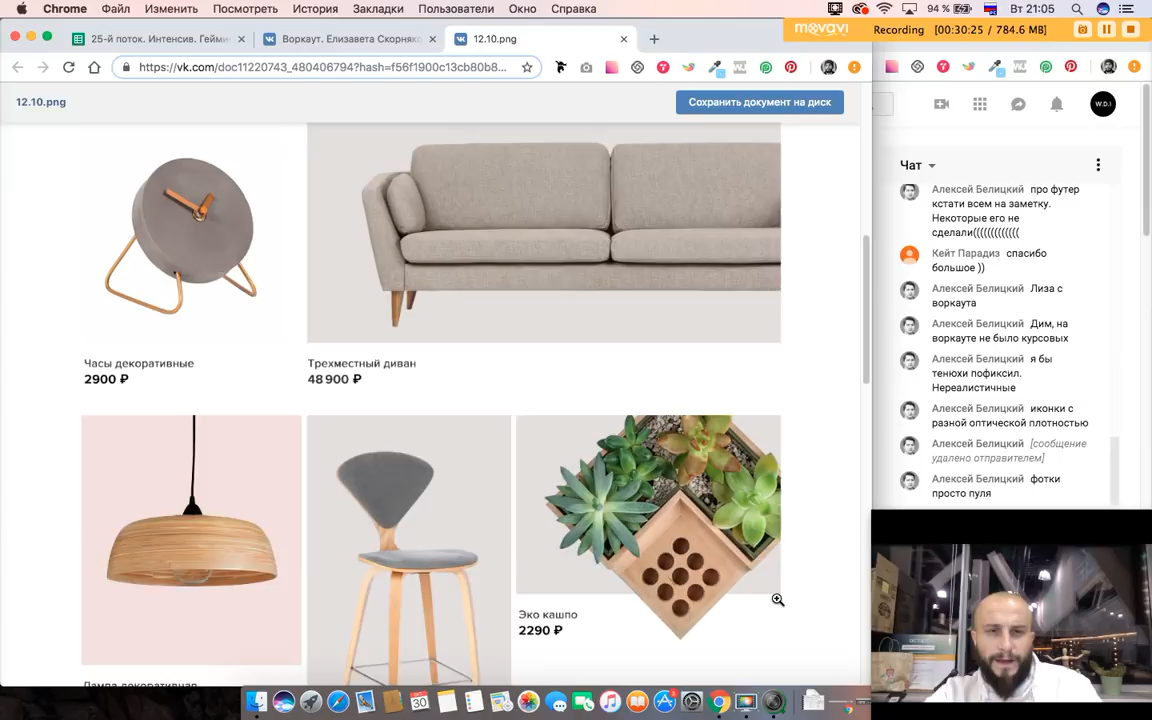 Chrome Файл Изменить Посмотреть История Закладки Пользователи Окно Справка 94 % Вт 21:05
movavi Recording [00:30:25 / 784.6 M'B]
25-й поток. Интенсив. Гейми
Воркаут. Елизавета Скорняко
12.10.png
https://vk.com/doc11220743_480406794?hash=f56f1900c13cb80b8...
12.10.png
Сохранить документ на диск
W.D.I
Чат
Часы декоративные
2900 ₽
Трехместный диван
48 900 ₽
Эко кашпо
2290 ₽
Лампа декоративная
Алексей Белицкий про футер
кстати всем на заметку.
Некоторые его не
сделали(((((((((((((
Кейт Парадиз спасибо
большое ))
Алексей Белицкий Лиза с
воркаута
Алексей Белицкий Дим, на
воркауте не было курсовых
Алексей Белицкий я бы
тенюхи пофиксил.
Нереалистичные
Алексей Белицкий иконки с
разной оптической плотностью
Алексей Белицкий [сообщение
удалено отправителем]
Алексей Белицкий фотки
просто пуля
30